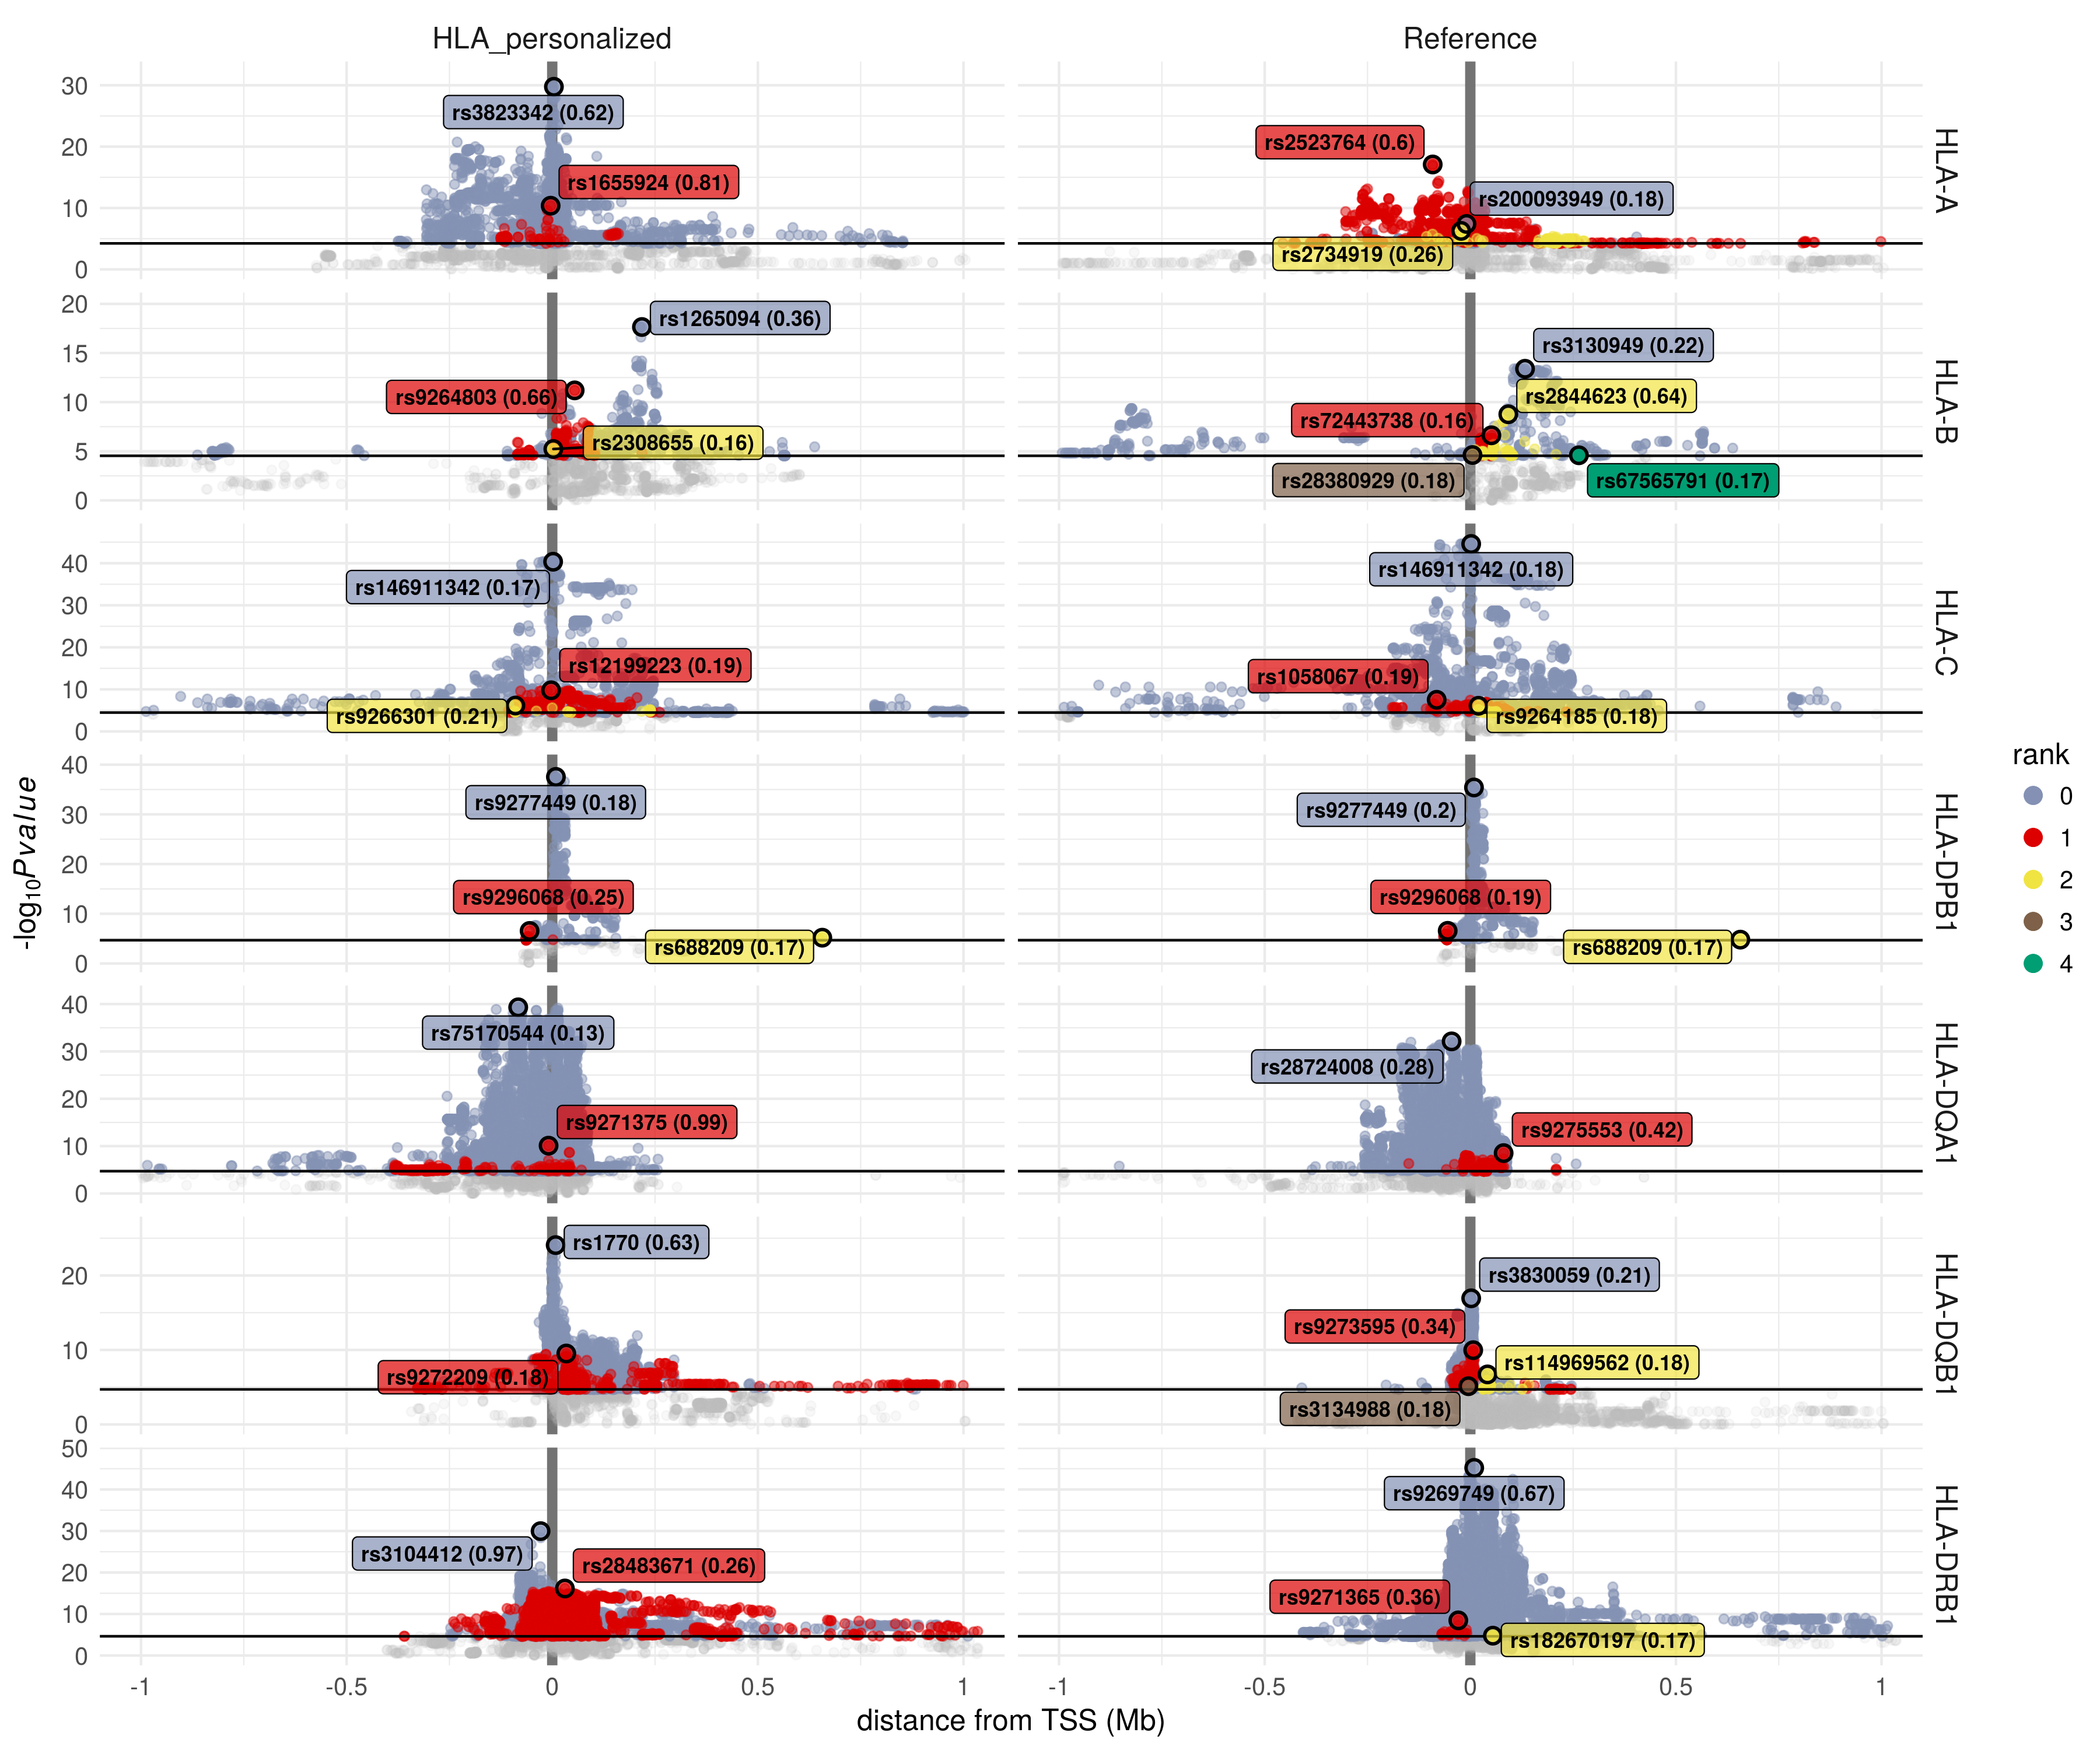 HLA_personalized
Reference
30
20
10
0
rs3823342 (0.62)
rs1655924 (0.81)
rs2523764 (0.6)
rs200093949 (0.18)
rs2734919 (0.26)
HLA-A
20
15
10
5
0
rs1265094 (0.36)
rs9264803 (0.66)
rs2308655 (0.16)
rs3130949 (0.22)
rs2844623 (0.64)
rs72443738 (0.16)
rs28380929 (0.18)
rs67565791 (0.17)
HLA-B
40
30
20
10
0
rs146911342 (0.17)
rs12199223 (0.19)
rs9266301 (0.21)
rs146911342 (0.18)
rs1058067 (0.19)
rs9264185 (0.18)
HLA-C
40
30
20
10
0
rs9277449 (0.18)
rs9296068 (0.25)
rs688209 (0.17)
rs9277449 (0.2)
rs9296068 (0.19)
rs688209 (0.17)
HLA-DPB1
40
30
20
10
0
rs75170544 (0.13)
rs9271375 (0.99)
rs28724008 (0.28)
rs9275553 (0.42)
HLA-DQA1
20
10
0
rs1770 (0.63)
rs9272209 (0.18)
rs3830059 (0.21)
rs9273595 (0.34)
rs114969562 (0.18)
rs3134988 (0.18)
HLA-DQB1
50
40
30
20
10
0
rs3104412 (0.97)
rs28483671 (0.26)
rs9269749 (0.67)
rs9271365 (0.36)
rs182670197 (0.17)
HLA-DRB1
-1
-0.5
0
0.5
1
-1
-0.5
0
0.5
1
distance from TSS (Mb)
-log10Pvalue
rank
0
1
2
3
4